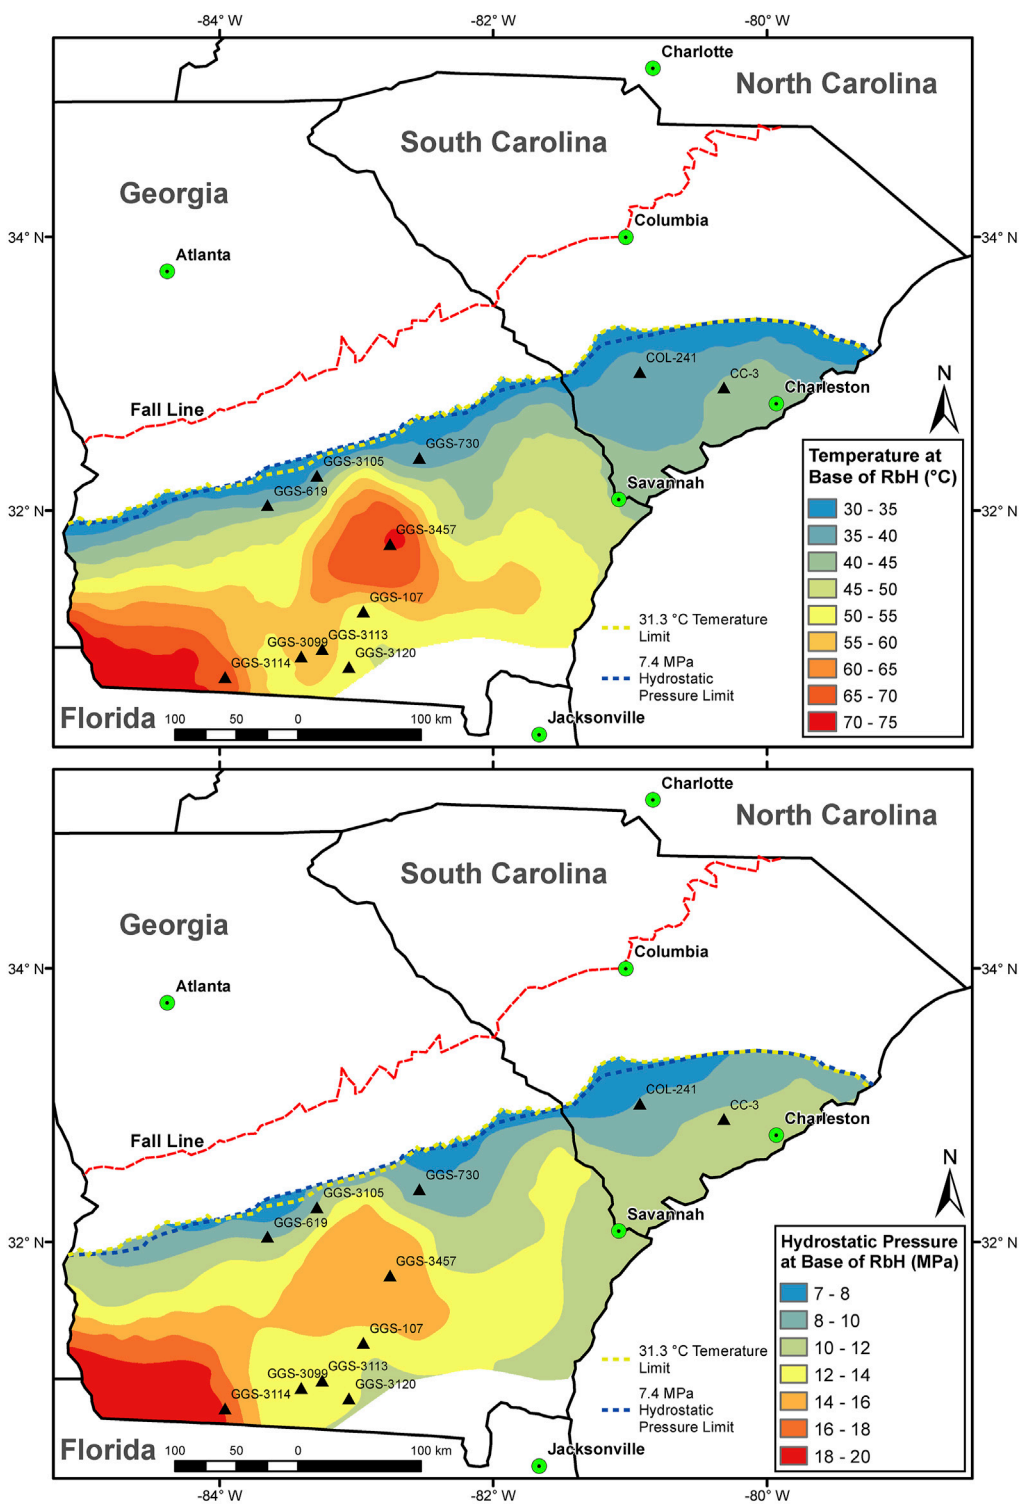 -84° W
-82° W
-80° W
Charlotte
North Carolina
South Carolina
Georgia
Columbia
34° N
34° N
Atlanta
COL-241
CC-3
Charleston
N
Fall Line
GGS-730
GGS-3105
Savannah
GGS-619
32° N
32° N
GGS-3457
GGS-107
GGS-3113
GGS-3099
GGS-3120
GGS-3114
Temperature at
Base of RbH (°C)
30 - 35
35 - 40
40 - 45
45 - 50
50 - 55
55 - 60
60 - 65
65 - 70
70 - 75
31.3 °C Temerature
Limit
7.4 MPa
Hydrostatic
Pressure Limit
Florida
100 50 0 100 km
Jacksonville
Charlotte
North Carolina
South Carolina
Georgia
Columbia
34° N
34° N
Atlanta
COL-241
CC-3
Charleston
Fall Line
N
GGS-730
GGS-3105
Savannah
GGS-619
32° N
32° N
GGS-3457
GGS-107
GGS-3113
GGS-3099
GGS-3120
GGS-3114
Hydrostatic Pressure
at Base of RbH (MPa)
7 - 8
8 - 10
10 - 12
12 - 14
14 - 16
16 - 18
18 - 20
31.3 °C Temerature
Limit
7.4 MPa
Hydrostatic
Pressure Limit
Florida
100 50 0 100 km
Jacksonville
-84° W
-82° W
-80° W